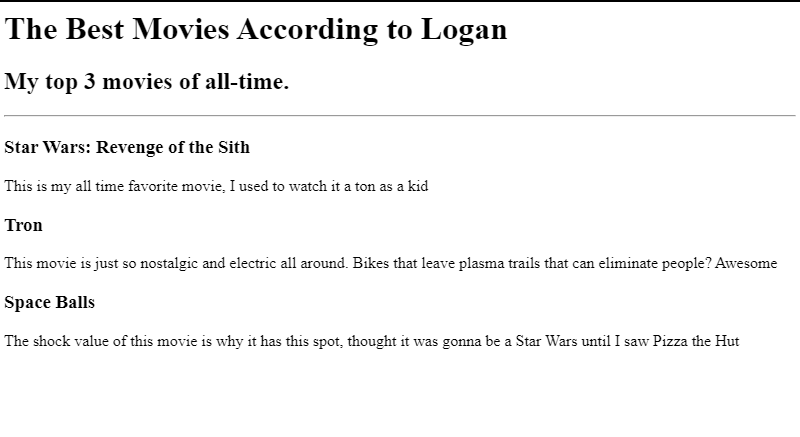 The Best Movies According to Logan
My top 3 movies of all-time.
Star Wars: Revenge of the Sith
This is my all time favorite movie, I used to watch it a ton as a kid
Tron
This movie is just so nostalgic and electric all around. Bikes that leave plasma trails that can eliminate people? Awesome
Space Balls
The shock value of this movie is why it has this spot, thought it was gonna be a Star Wars until I saw Pizza the Hut